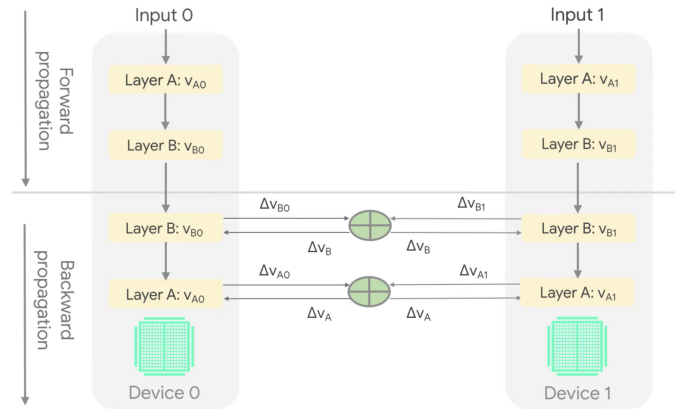 Input 0
Input 1
Forward
propagation
Layer A: vA0
Layer A: vA1
Layer B: vB0
Layer B: vB1
ΔvB0
ΔvB1
Layer B: vB0
Layer B: vB1
ΔvB
ΔvB
Backward
propagation
ΔvA0
ΔvA1
Layer A: vA0
Layer A: vA1
ΔvA
ΔvA
Device 0
Device 1